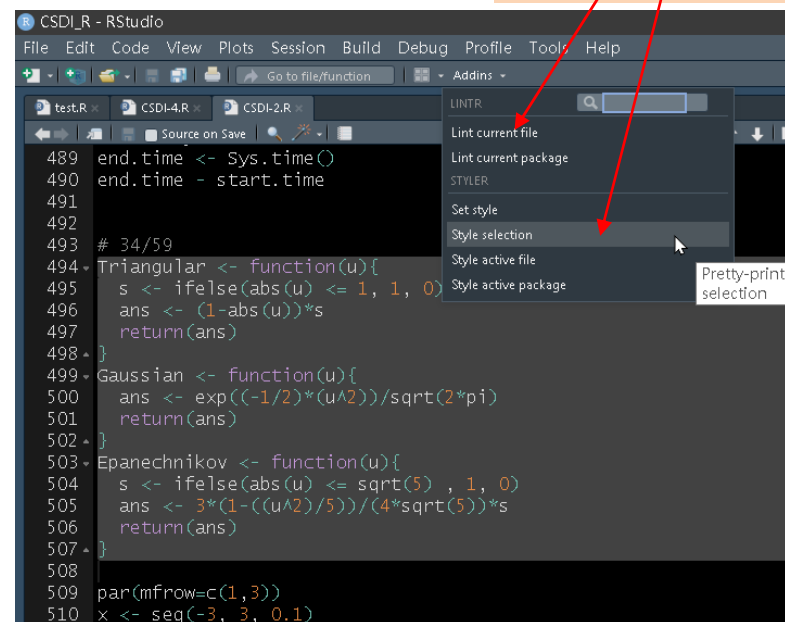 CSDI_R - RStudio
File Edit Code View Plots Session Build Debug Profile Tools Help
Go to file/function Addins
test.R × CSDI-4.R × CSDI-2.R ×
Source on Save
LINTR
Lint current file
Lint current package
STYLER
Set style
Style selection
Style active file
Style active package
Pretty-print
selection
489 end.time <- Sys.time()
490 end.time - start.time
491
492
493 # 34/59
494 Triangular <- function(u){
495 s <- ifelse(abs(u) <= 1, 1, 0)
496 ans <- (1-abs(u))*s
497 return(ans)
498 }
499 Gaussian <- function(u){
500 ans <- exp((-1/2)*(u^2))/sqrt(2*pi)
501 return(ans)
502 }
503 Epanechnikov <- function(u){
504 s <- ifelse(abs(u) <= sqrt(5) , 1, 0)
505 ans <- 3*(1-((u^2)/5))/(4*sqrt(5))*s
506 return(ans)
507 }
508
509 par(mfrow=c(1,3))
510 x <- seq(-3, 3, 0.1)